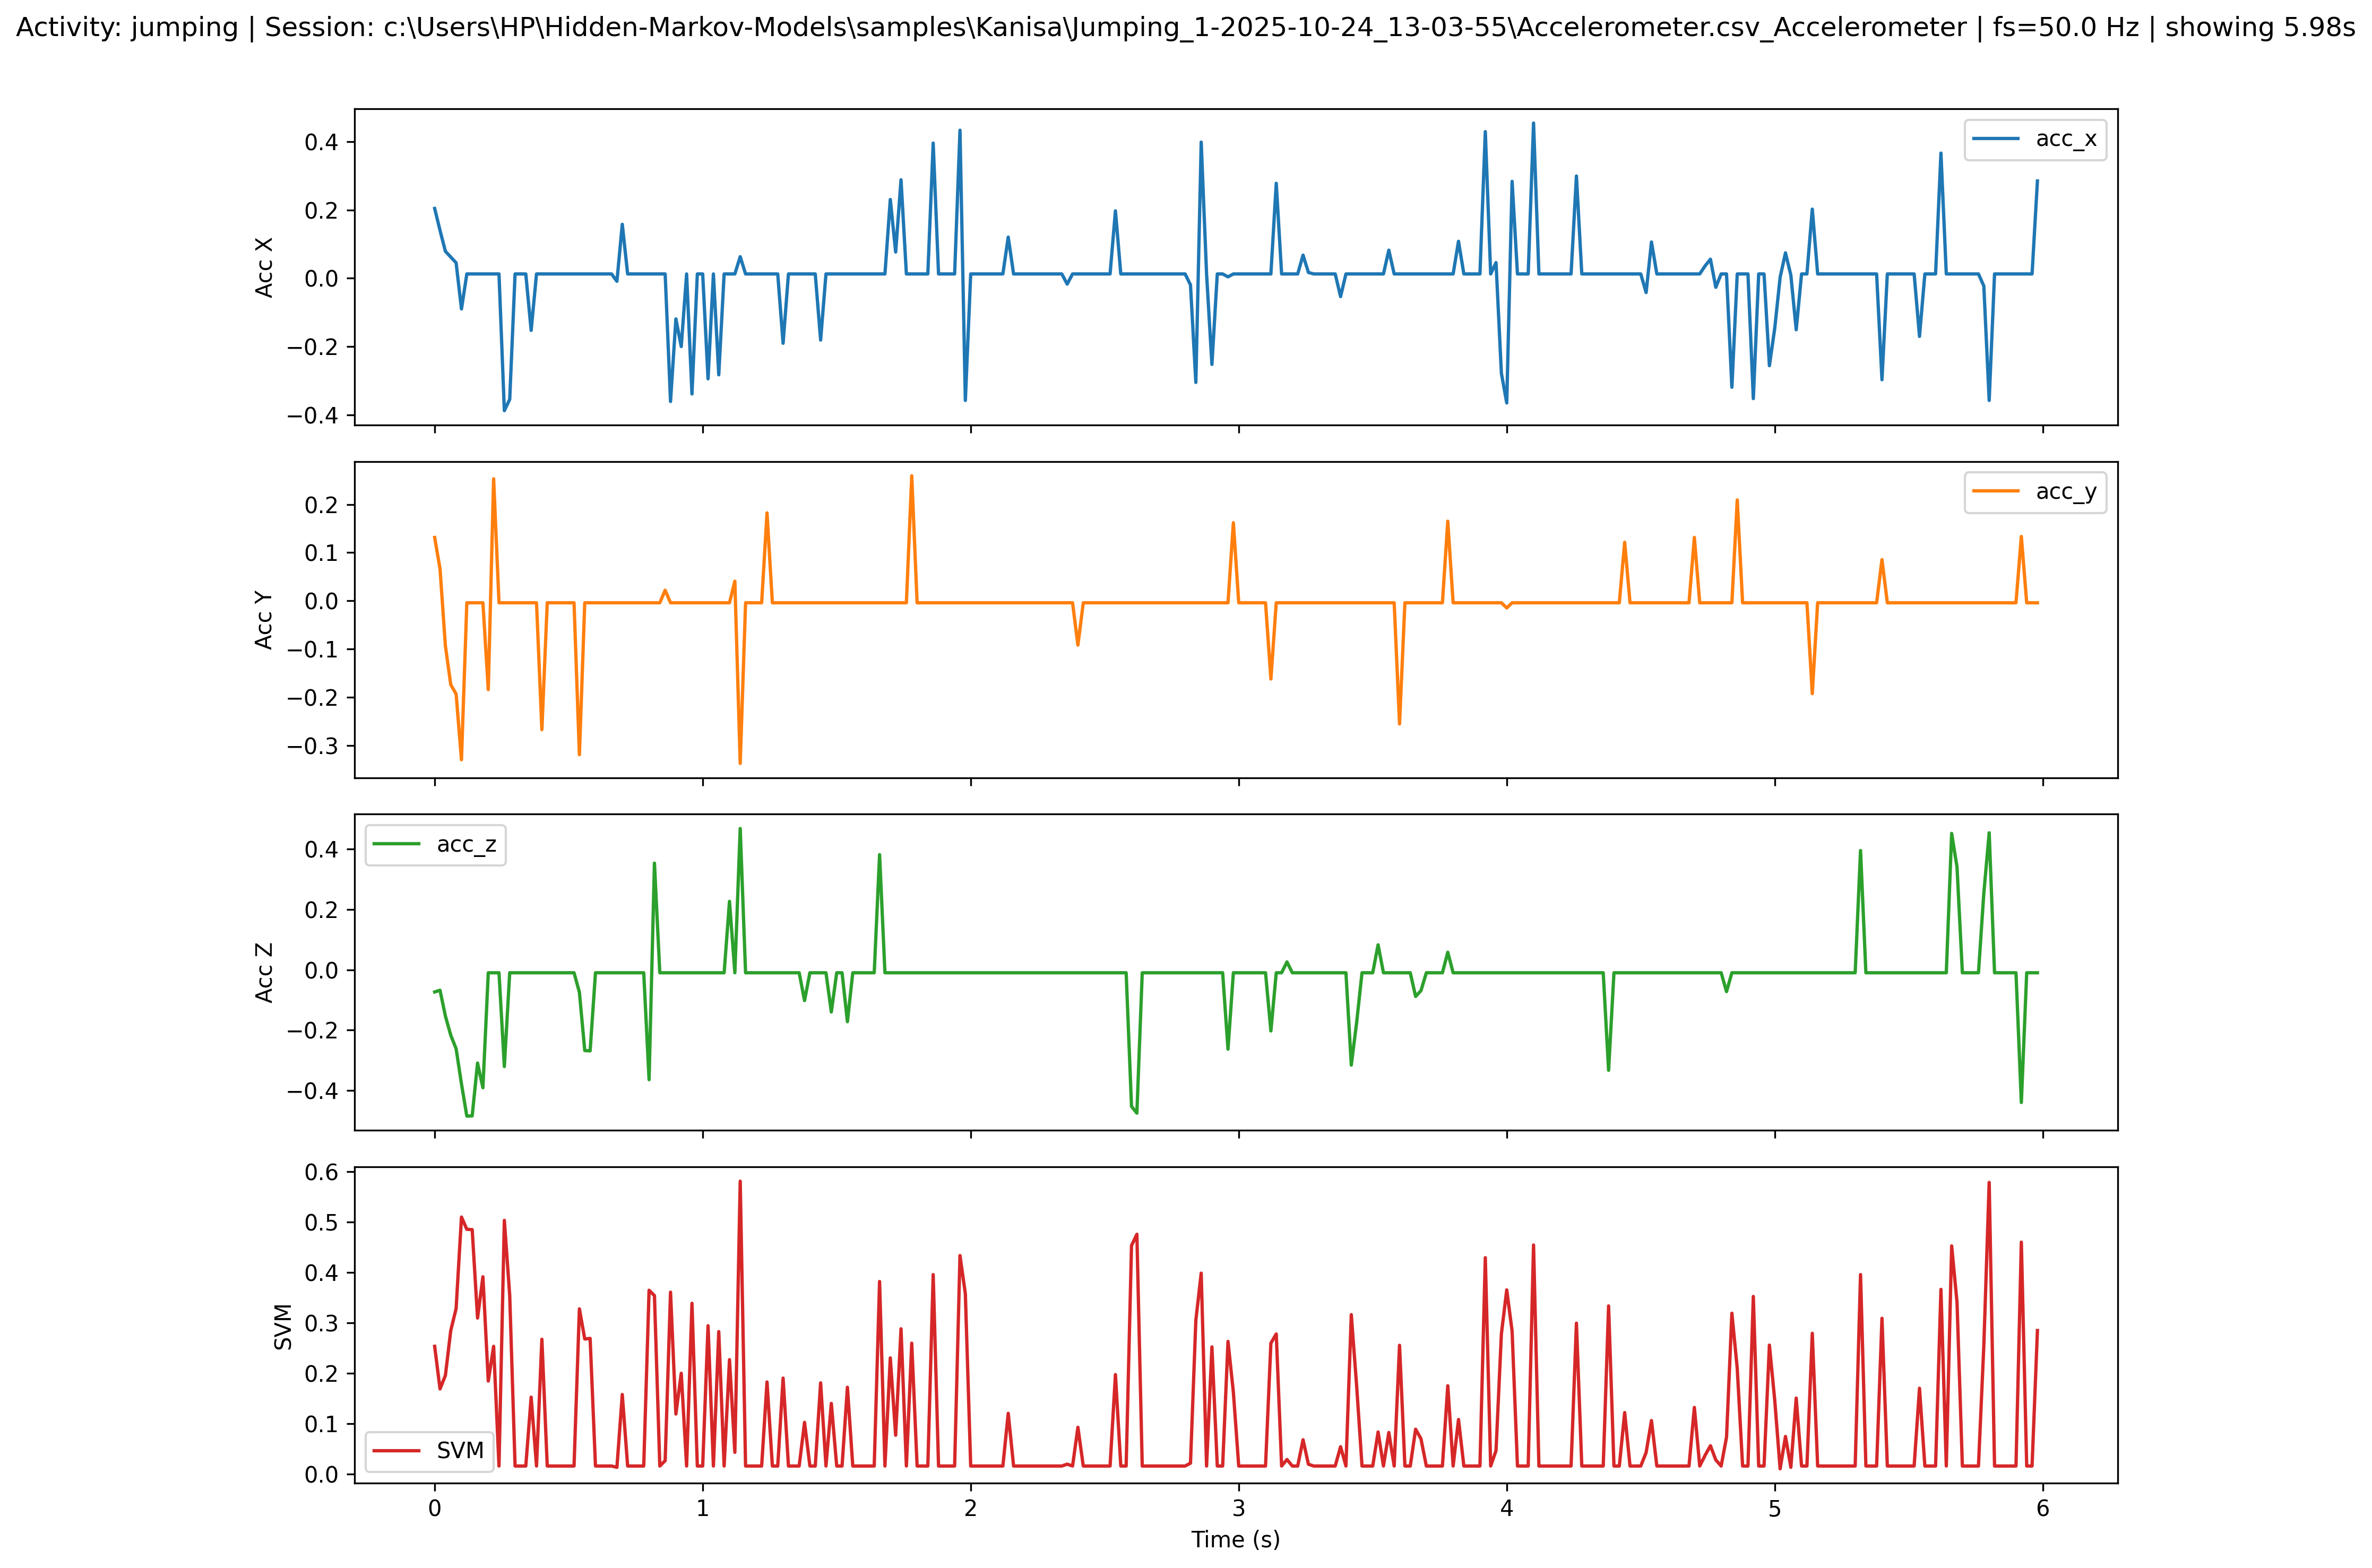 Activity: jumping | Session: c:\Users\HP\Hidden-Markov-Models\samples\Kanisa\Jumping_1-2025-10-24_13-03-55\Accelerometer.csv_Accelerometer | fs=50.0 Hz | showing 5.98s
acc_x
0.4
0.2
0.0
−0.2
−0.4
Acc X
acc_y
0.2
0.1
0.0
−0.1
−0.2
−0.3
Acc Y
acc_z
0.4
0.2
0.0
−0.2
−0.4
Acc Z
0.6
0.5
0.4
0.3
0.2
0.1
0.0
SVM
SVM
0 1 2 3 4 5 6
Time (s)